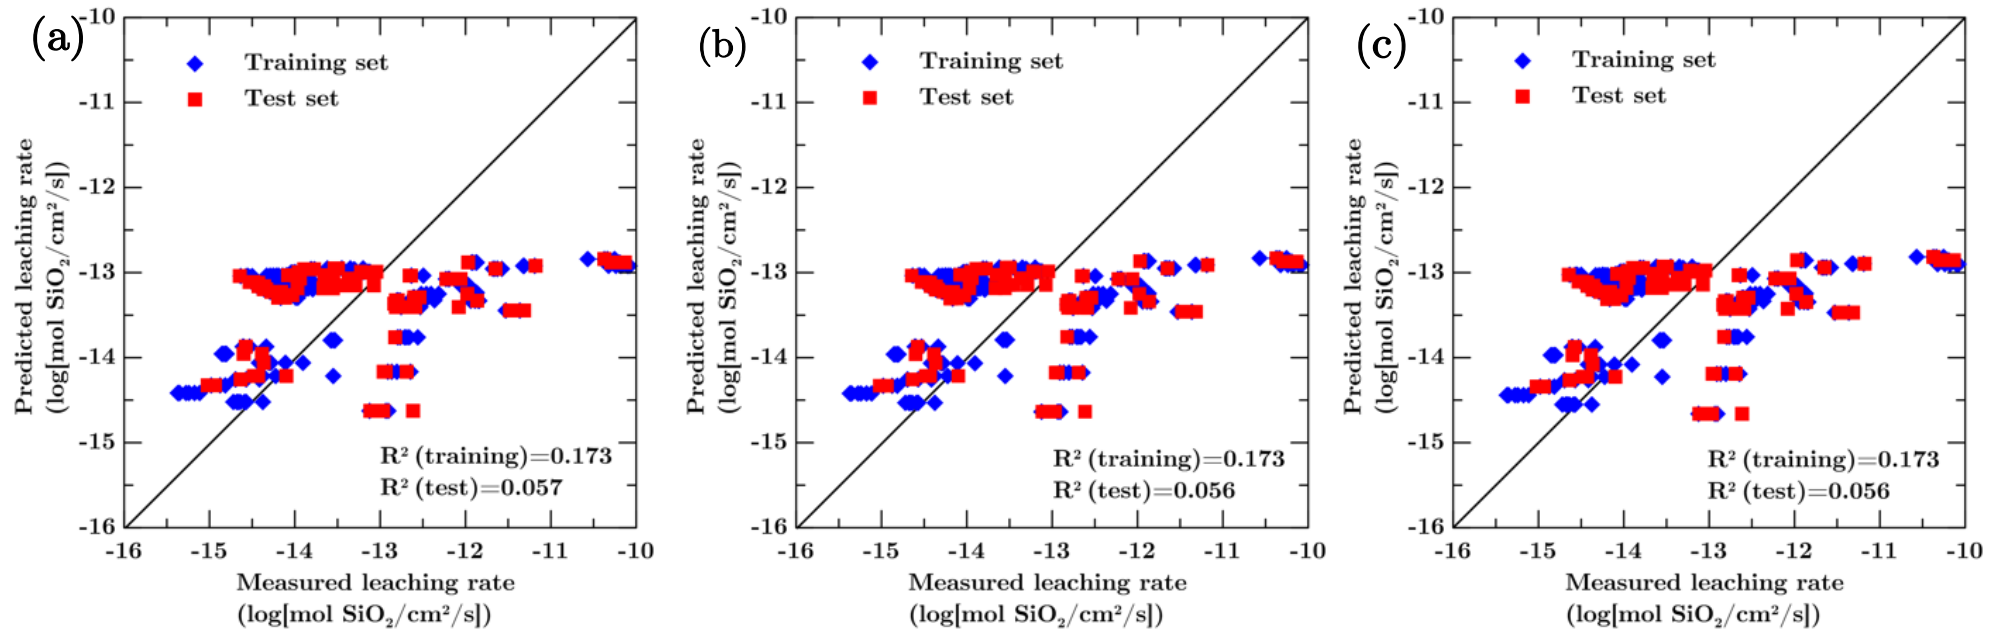 (a)
-10
-11
-12
-13
-14
-15
-16
Predicted leaching rate
(log[mol SiO₂/cm²/s])
Training set
Test set
R² (training)=0.173
R² (test)=0.057
-16 -15 -14 -13 -12 -11 -10
Measured leaching rate
(log[mol SiO₂/cm²/s])
(b)
-10
-11
-12
-13
-14
-15
-16
Predicted leaching rate
(log[mol SiO₂/cm²/s])
Training set
Test set
R² (training)=0.173
R² (test)=0.056
-16 -15 -14 -13 -12 -11 -10
Measured leaching rate
(log[mol SiO₂/cm²/s])
(c)
-10
-11
-12
-13
-14
-15
-16
Predicted leaching rate
(log[mol SiO₂/cm²/s])
Training set
Test set
R² (training)=0.173
R² (test)=0.056
-16 -15 -14 -13 -12 -11 -10
Measured leaching rate
(log[mol SiO₂/cm²/s])